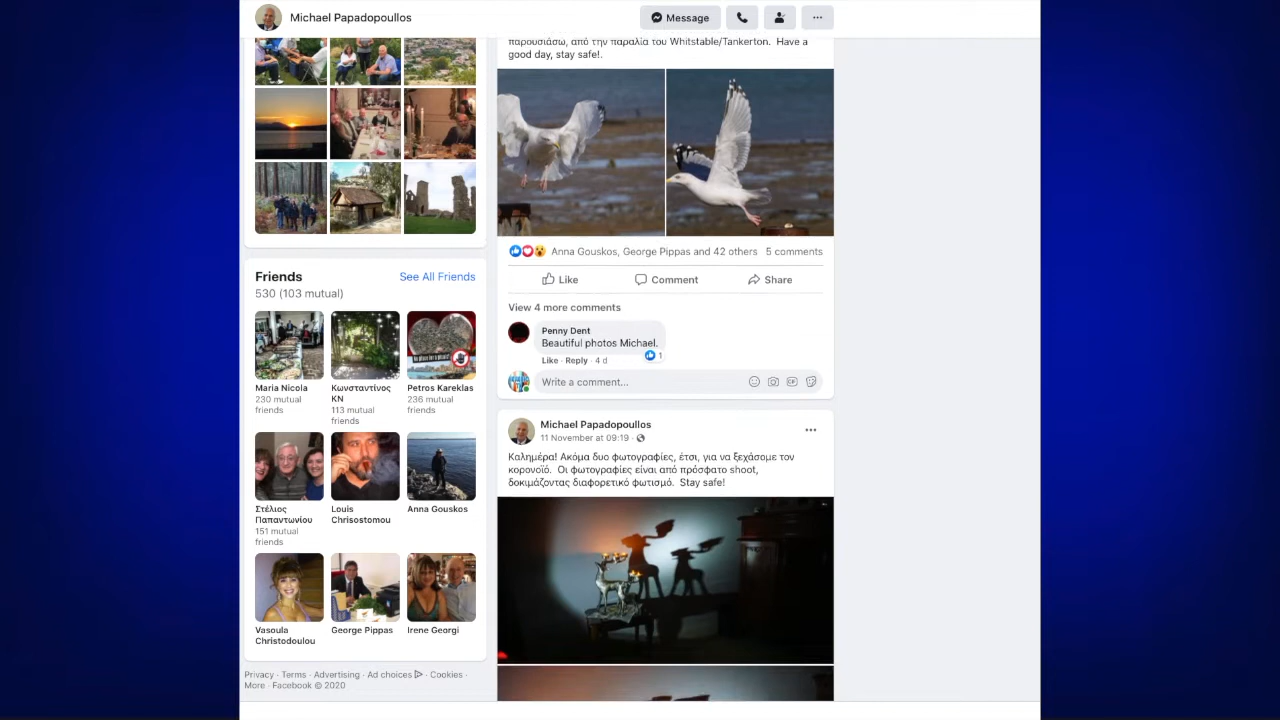 Michael Papadopoullos
Message
Friends
See All Friends
530 (103 mutual)
Maria Nicola
230 mutual
friends
Κωνσταντίνος
KN
113 mutual
friends
Petros Kareklas
236 mutual
friends
Στέλιος
Παπαντωνίου
151 mutual
friends
Louis
Chrisostomou
Anna Gouskos
Vasoula
Christodoulou
George Pippas
Irene Georgi
Privacy · Terms · Advertising · Ad choices · Cookies ·
More · Facebook © 2020
παρουσιάσω, από την παραλία του Whitstable/Tankerton. Have a
good day, stay safe!.
Anna Gouskos, George Pippas and 42 others 5 comments
Like Comment Share
View 4 more comments
Penny Dent
Beautiful photos Michael.
Like · Reply · 4 d 1
Write a comment...
GIF
Michael Papadopoullos
11 November at 09:19 ·
Καλημέρα! Ακόμα δυο φωτογραφίες, έτσι, για να ξεχάσομε τον
κορονοϊό. Οι φωτογραφίες είναι από πρόσφατο shoot,
δοκιμάζοντας διαφορετικό φωτισμό. Stay safe!